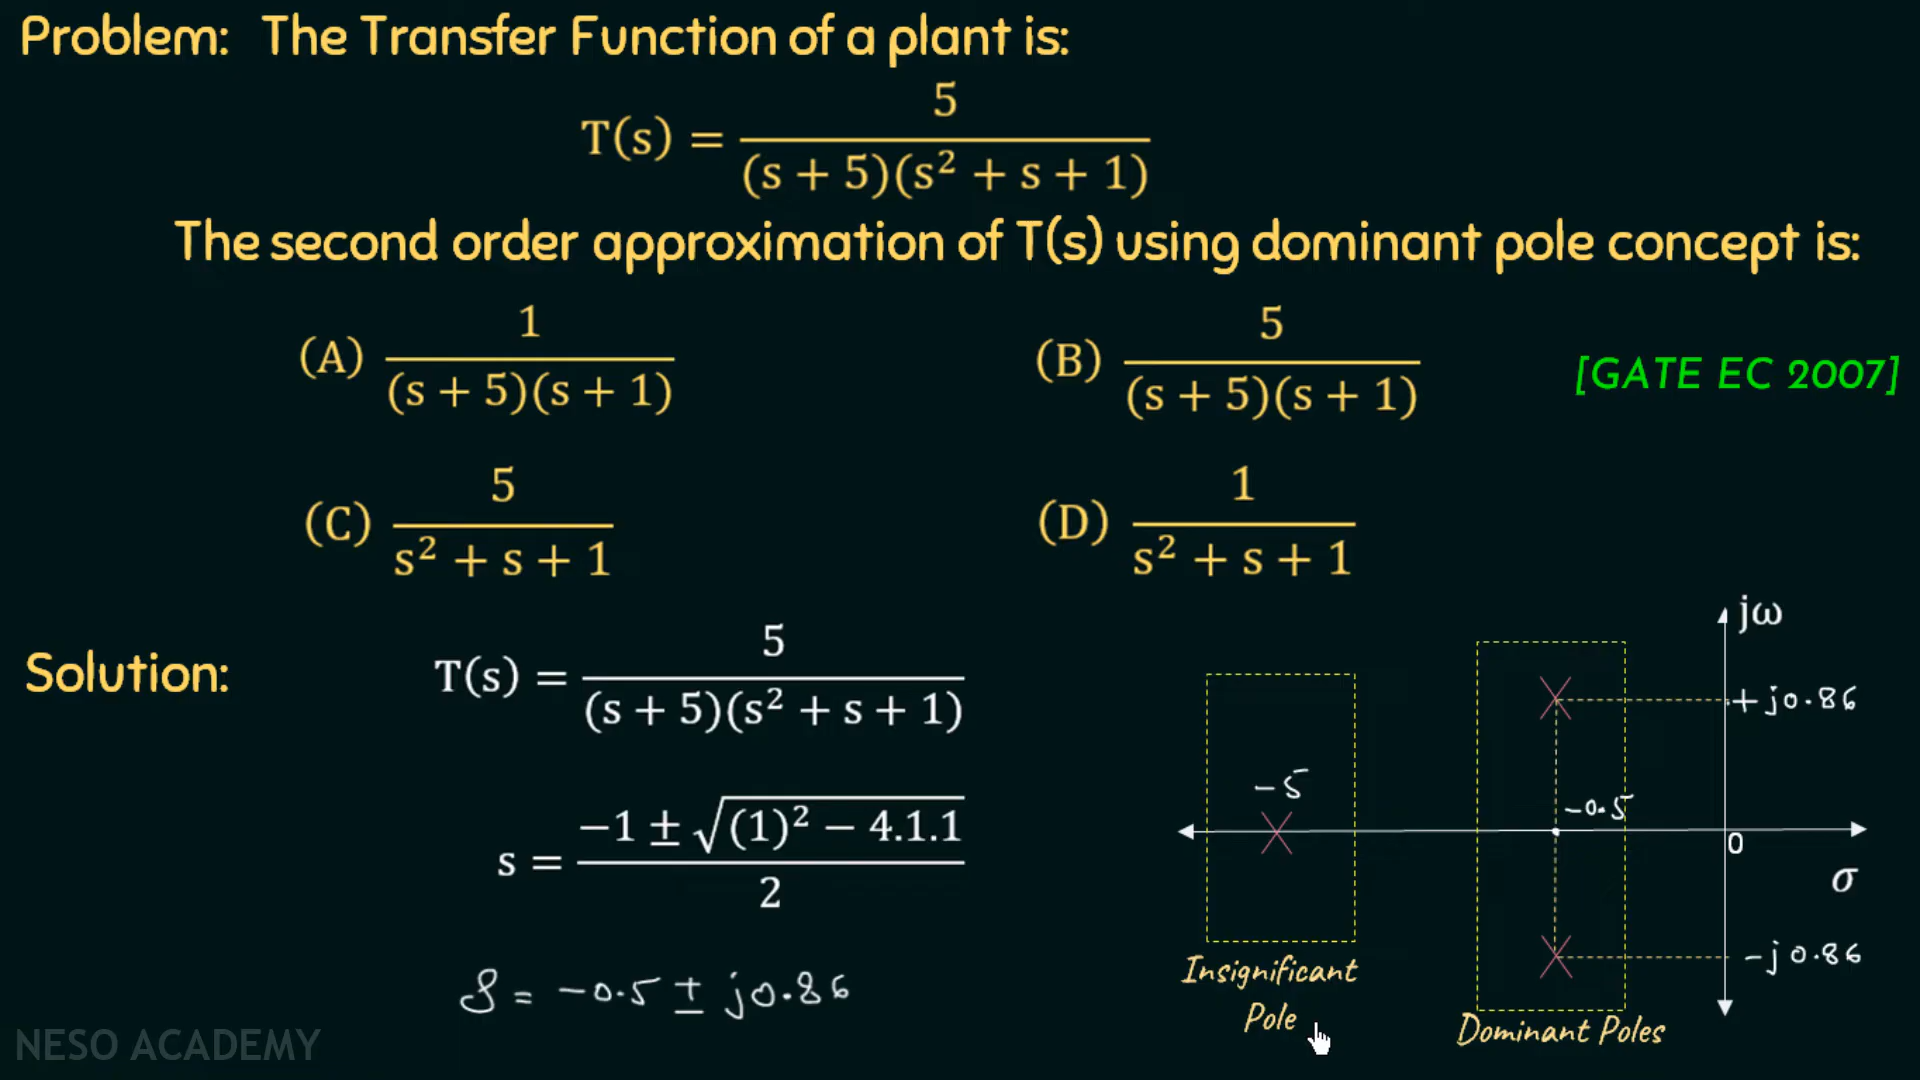 Problem: The Transfer Function of a plant is:
T(s) = 5 / (s + 5)(s² + s + 1)
The second order approximation of T(s) using dominant pole concept is:
(A) 1 / (s + 5)(s + 1)
(B) 5 / (s + 5)(s + 1)
[GATE EC 2007]
(C) 5 / s² + s + 1
(D) 1 / s² + s + 1
Solution:
T(s) = 5 / (s + 5)(s² + s + 1)
s = −1 ± √(1)² − 4.1.1 / 2
s = −0.5 ± j0.86
jω
+j0.86
−5
−0.5
0
σ
−j0.86
Insignificant
Pole
Dominant Poles
NESO ACADEMY